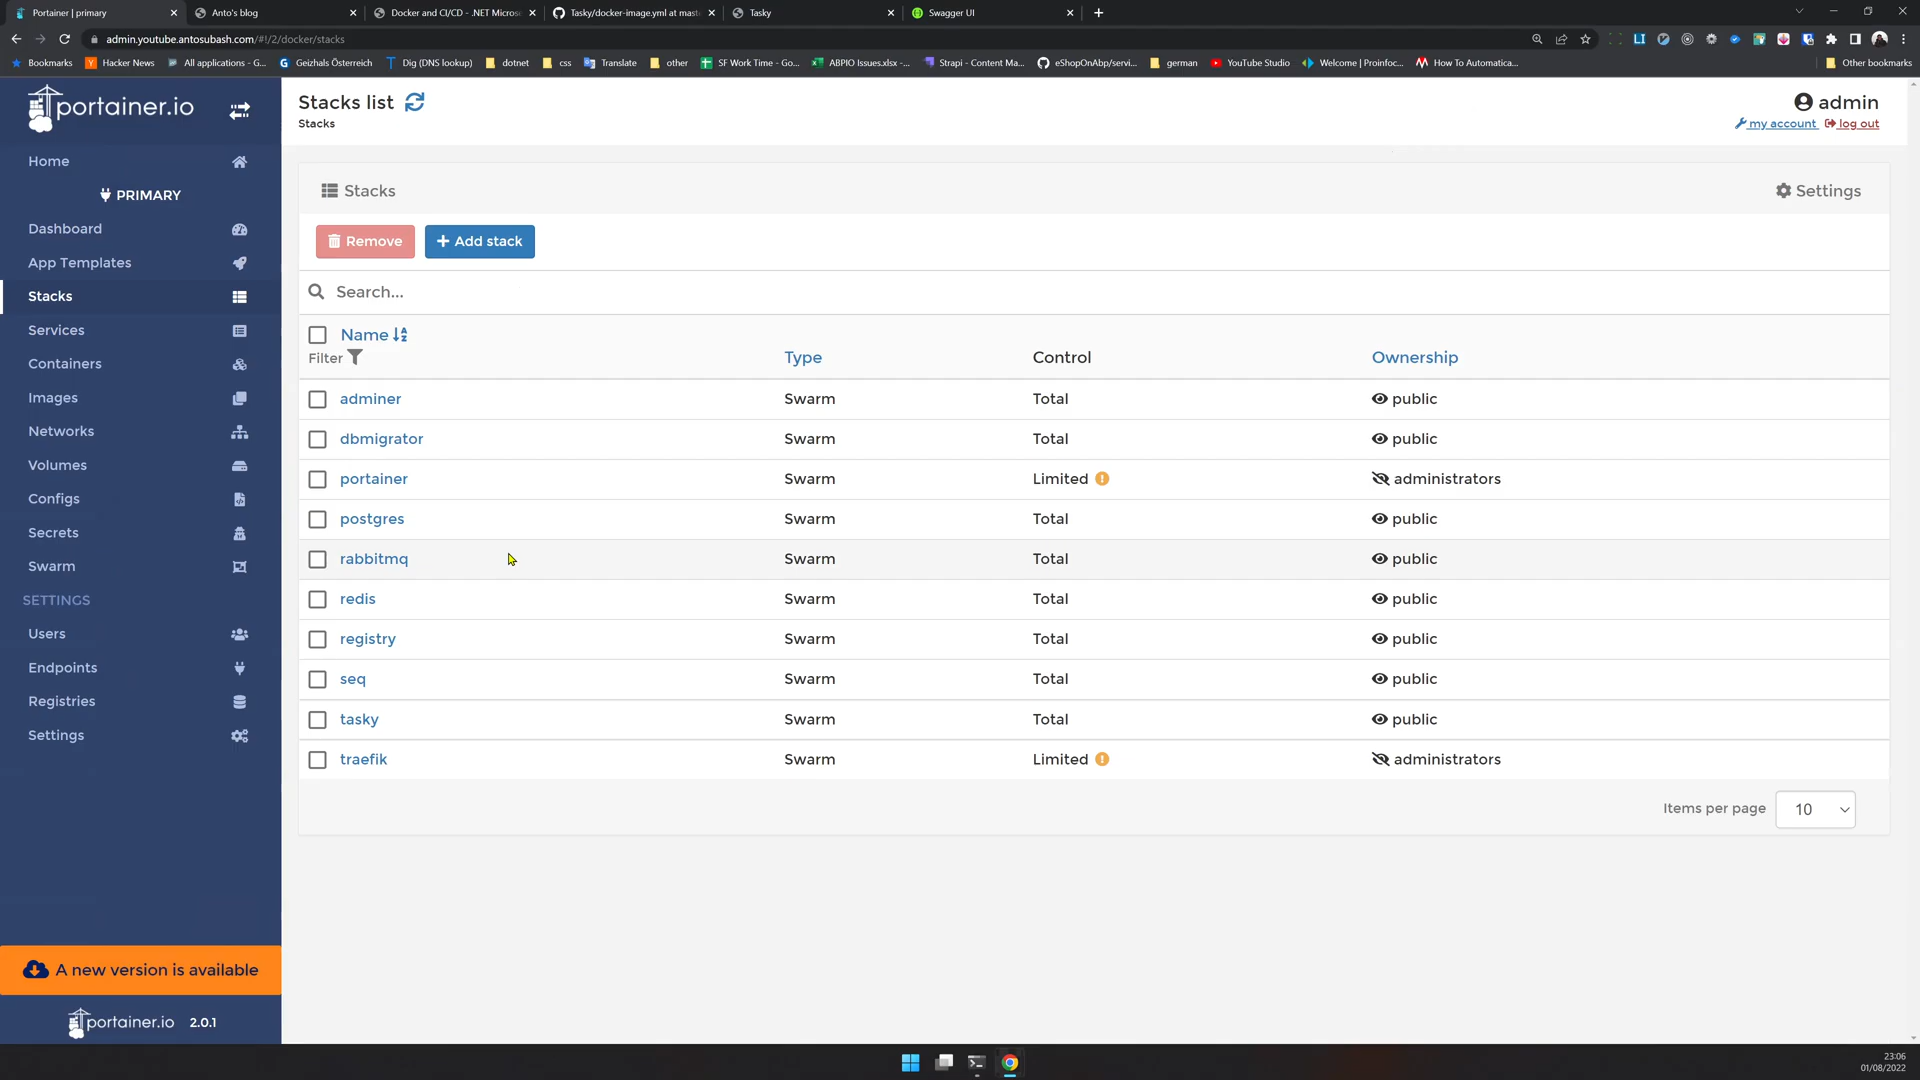 Portainer | primary
Anto's blog
Docker and CI/CD - .NET Micros
Tasky/docker-image.yml at mast
Tasky
Swagger UI
admin.youtube.antosubash.com/#!/2/docker/stacks
Bookmarks
Hacker News
All applications - G...
Geizhals Österreich
Dig (DNS lookup)
dotnet
css
Translate
other
SF Work Time - Go...
ABPIO Issues.xlsx -...
Strapi - Content Ma...
eShopOnAbp/servi...
german
YouTube Studio
Welcome | Proinfoc...
How To Automatica...
Other bookmarks
portainer.io
Stacks list
Stacks
admin
my account
log out
Home
PRIMARY
Dashboard
App Templates
Stacks
Services
Containers
Images
Networks
Volumes
Configs
Secrets
Swarm
SETTINGS
Users
Endpoints
Registries
Settings
A new version is available
portainer.io 2.0.1
Stacks
Settings
Remove
Add stack
Search...
Name
Filter
Type
Control
Ownership
adminer Swarm Total public
dbmigrator Swarm Total public
portainer Swarm Limited administrators
postgres Swarm Total public
rabbitmq Swarm Total public
redis Swarm Total public
registry Swarm Total public
seq Swarm Total public
tasky Swarm Total public
traefik Swarm Limited administrators
Items per page 10
23:06
01/08/2022